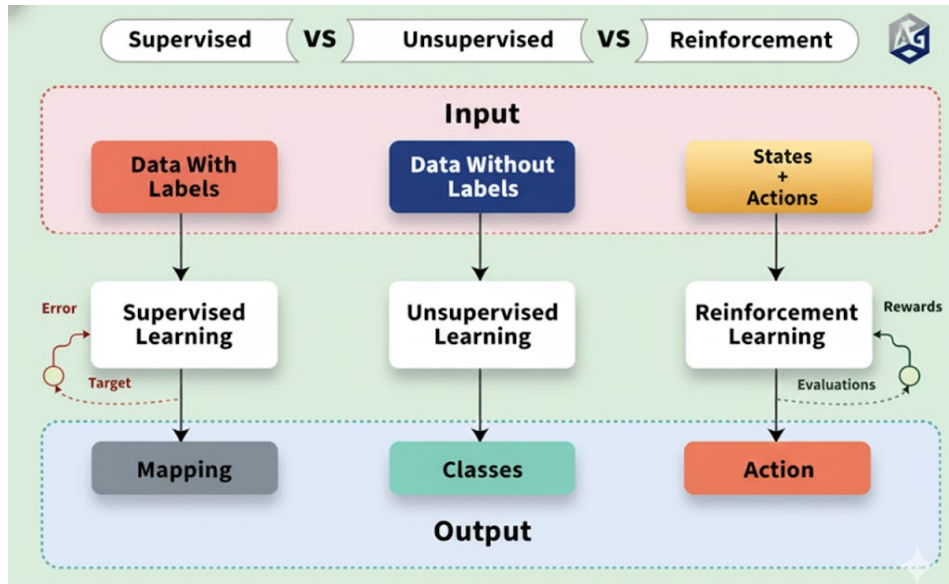 Supervised VS Unsupervised VS Reinforcement
AG
Input
Data With
Labels
Data Without
Labels
States
+
Actions
Error
Supervised
Learning
Target
Unsupervised
Learning
Reinforcement
Learning
Rewards
Evaluations
Mapping
Classes
Action
Output